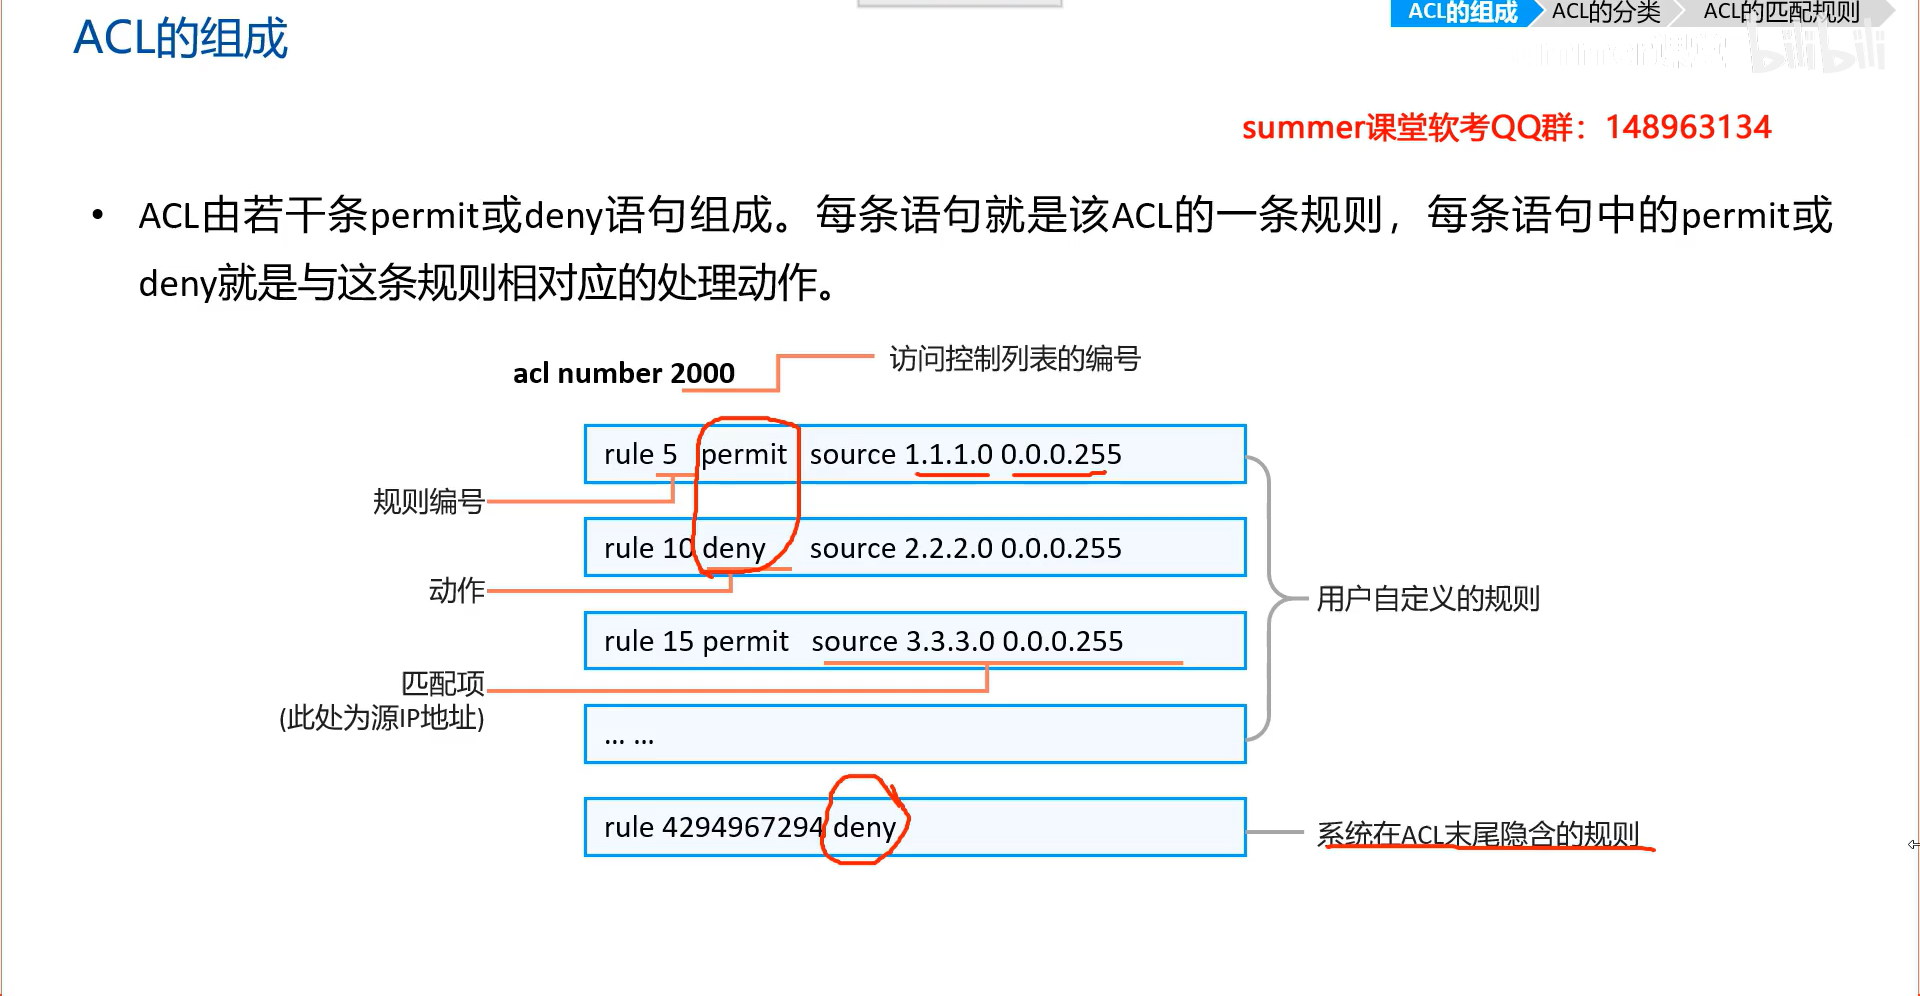 ACL的组成
ACL的组成 ACL的分类 ACL的匹配规则
bilibili
summer课堂软考QQ群：148963134
• ACL由若干条permit或deny语句组成。每条语句就是该ACL的一条规则，每条语句中的permit或
deny就是与这条规则相对应的处理动作。
acl number 2000
访问控制列表的编号
rule 5 permit source 1.1.1.0 0.0.0.255
规则编号
rule 10 deny source 2.2.2.0 0.0.0.255
动作
用户自定义的规则
rule 15 permit source 3.3.3.0 0.0.0.255
匹配项
(此处为源IP地址)
... ...
rule 4294967294 deny
系统在ACL末尾隐含的规则